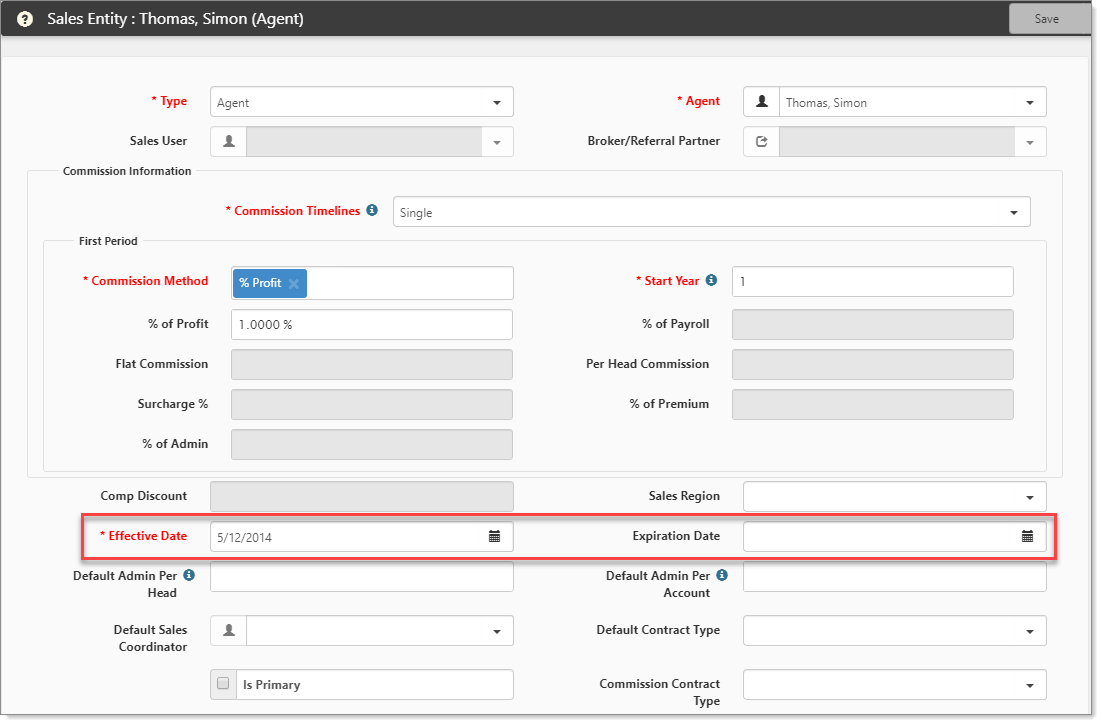 ? Sales Entity : Thomas, Simon (Agent) Save
* Type Agent * Agent Thomas, Simon
Sales User Broker/Referral Partner
Commission Information
* Commission Timelines Single
First Period
* Commission Method % Profit × * Start Year 1
% of Profit 1.0000 % % of Payroll
Flat Commission Per Head Commission
Surcharge % % of Premium
% of Admin
Comp Discount Sales Region
* Effective Date 5/12/2014 Expiration Date
Default Admin Per Default Admin Per
Head Account
Default Sales Default Contract Type
Coordinator
Is Primary Commission Contract
Type